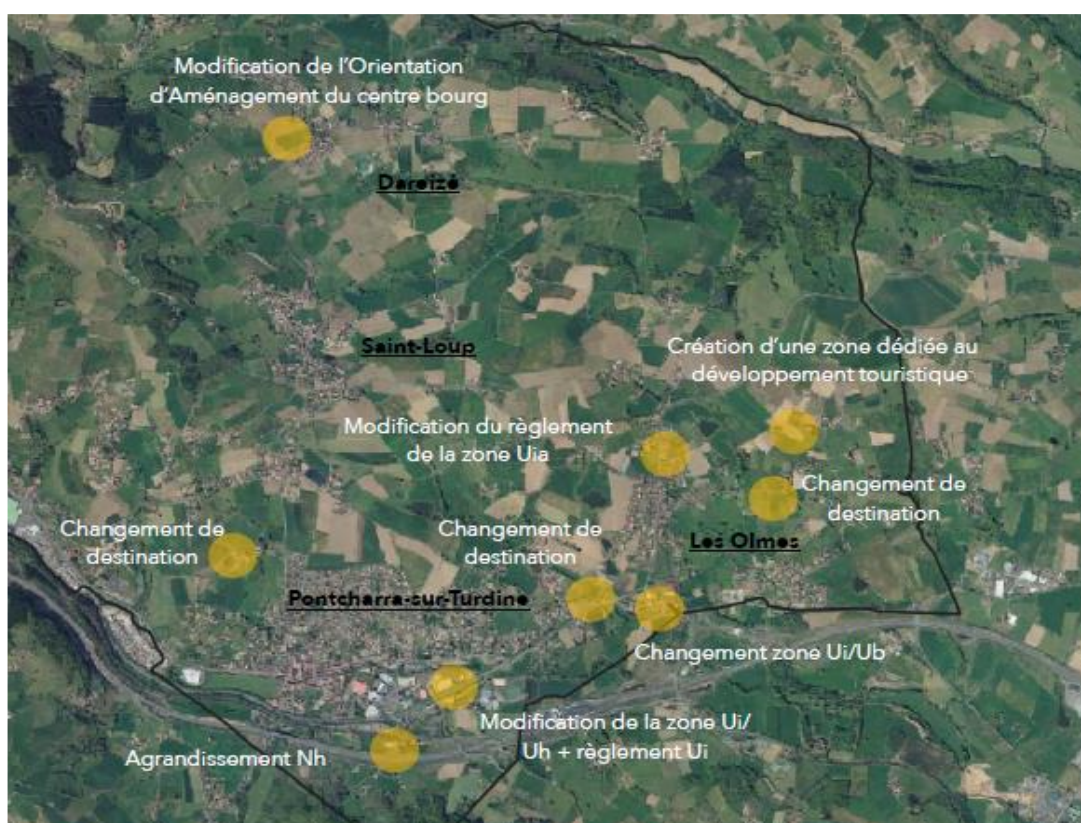 Modification de l'Orientation
d'Aménagement du centre bourg
Dareizé
Saint-Loup
Création d'une zone dédiée au
développement touristique
Modification du règlement
de la zone Uia
Changement de
destination
Changement de
destination
Changement de
destination
Les Olmes
Pontcharra-sur-Turdine
Changement zone Ui/Ub
Modification de la zone Ui/
Uh + règlement Ui
Agrandissement Nh